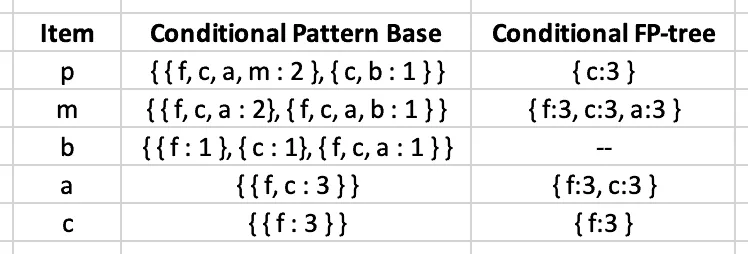 Item Conditional Pattern Base Conditional FP-tree
p { { f, c, a, m : 2 }, { c, b : 1 } } { c:3 }
m { { f, c, a : 2}, { f, c, a, b : 1 } } { f:3, c:3, a:3 }
b { { f : 1 }, { c : 1}, { f, c, a : 1 } } --
a { { f, c : 3 } } { f:3, c:3 }
c { { f : 3 } } { f:3 }